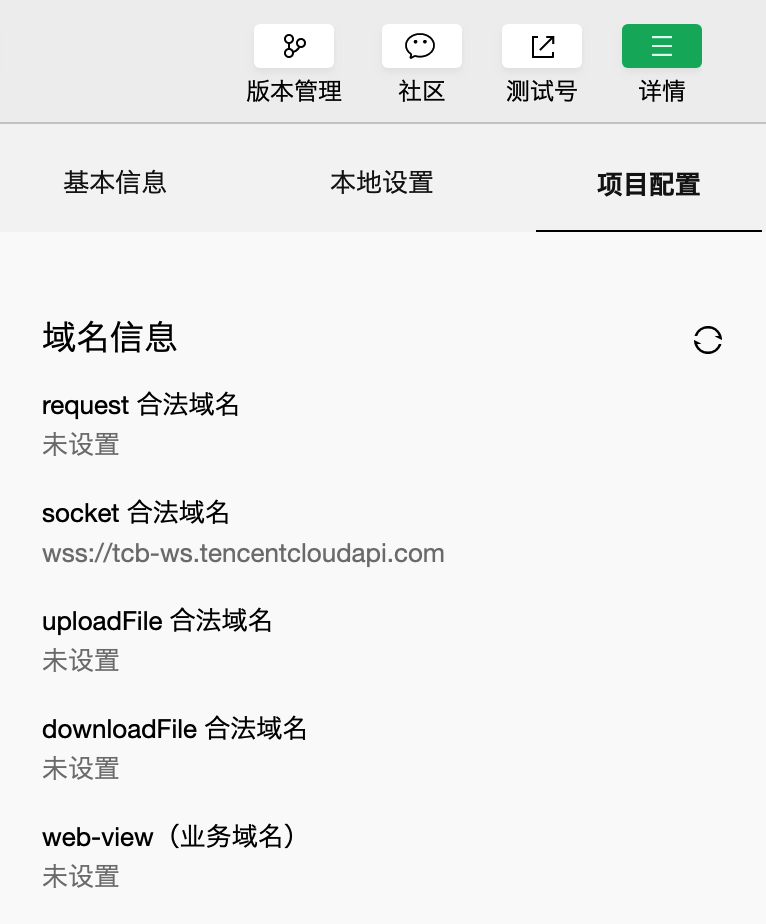 版本管理 社区 测试号 详情
基本信息 本地设置 项目配置
域名信息
request 合法域名
未设置
socket 合法域名
wss://tcb-ws.tencentcloudapi.com
uploadFile 合法域名
未设置
downloadFile 合法域名
未设置
web-view（业务域名）
未设置